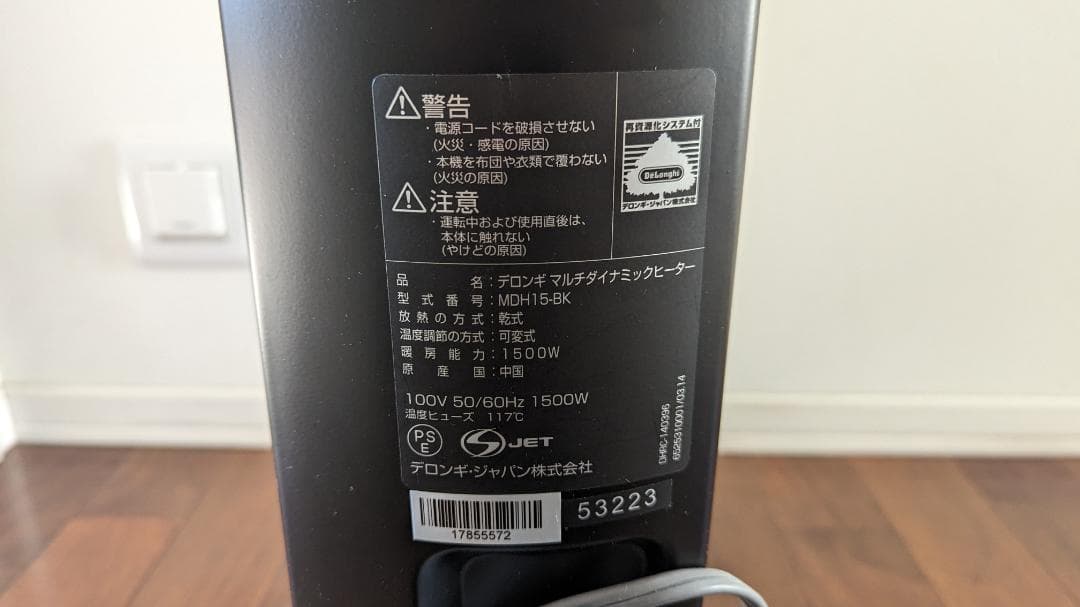 警告
・電源コードを破損させない
(火災・感電の原因)
・本機を布団や衣類で覆わない
(火災の原因)
注意
・運転中および使用直後は、
本体に触れない
(やけどの原因)
再資源化システム付
DeLonghi
デロンギ・ジャパン株式会社
品名：デロンギ マルチダイナミックヒーター
型式番号：MDH15-BK
放熱の方式：乾式
温度調節の方式：可変式
暖房能力：1500W
原産国：中国
100V 50/60Hz 1500W
温度ヒューズ 117℃
PSE
JET
デロンギ・ジャパン株式会社
DHRC-140396
6525310001/03.14
17855572
53223